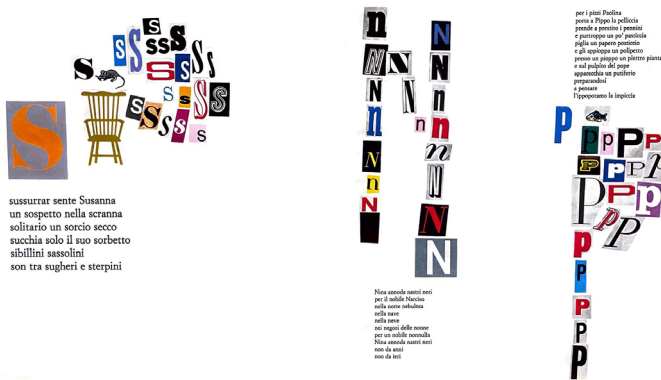 sussurrar sente Susanna
un sospetto nella scranna
solitario un sorcio secco
succhia solo il suo sorbetto
sibillini sassolini
son tra sugheri e sterpini
Nina annoda nastri neri
per il nobile Narciso
nella notte nebulosa
nella nave
nella neve
nei negozi delle nonne
per un nobile nonnulla
Nina annoda nastri neri
non da anni
non da ieri
per i pizzi Paolina
porta a Pippo la pelliccia
prende a prestito i pennini
e purtroppo un po' pasticcia
piglia un papero posticcio
e gli appioppa un polipetto
presso un pioppo un plettro pianta
e sul pulpito del pope
apparecchia un putiferio
preparandosi
a pensare
l'ippopotamo la impiccia